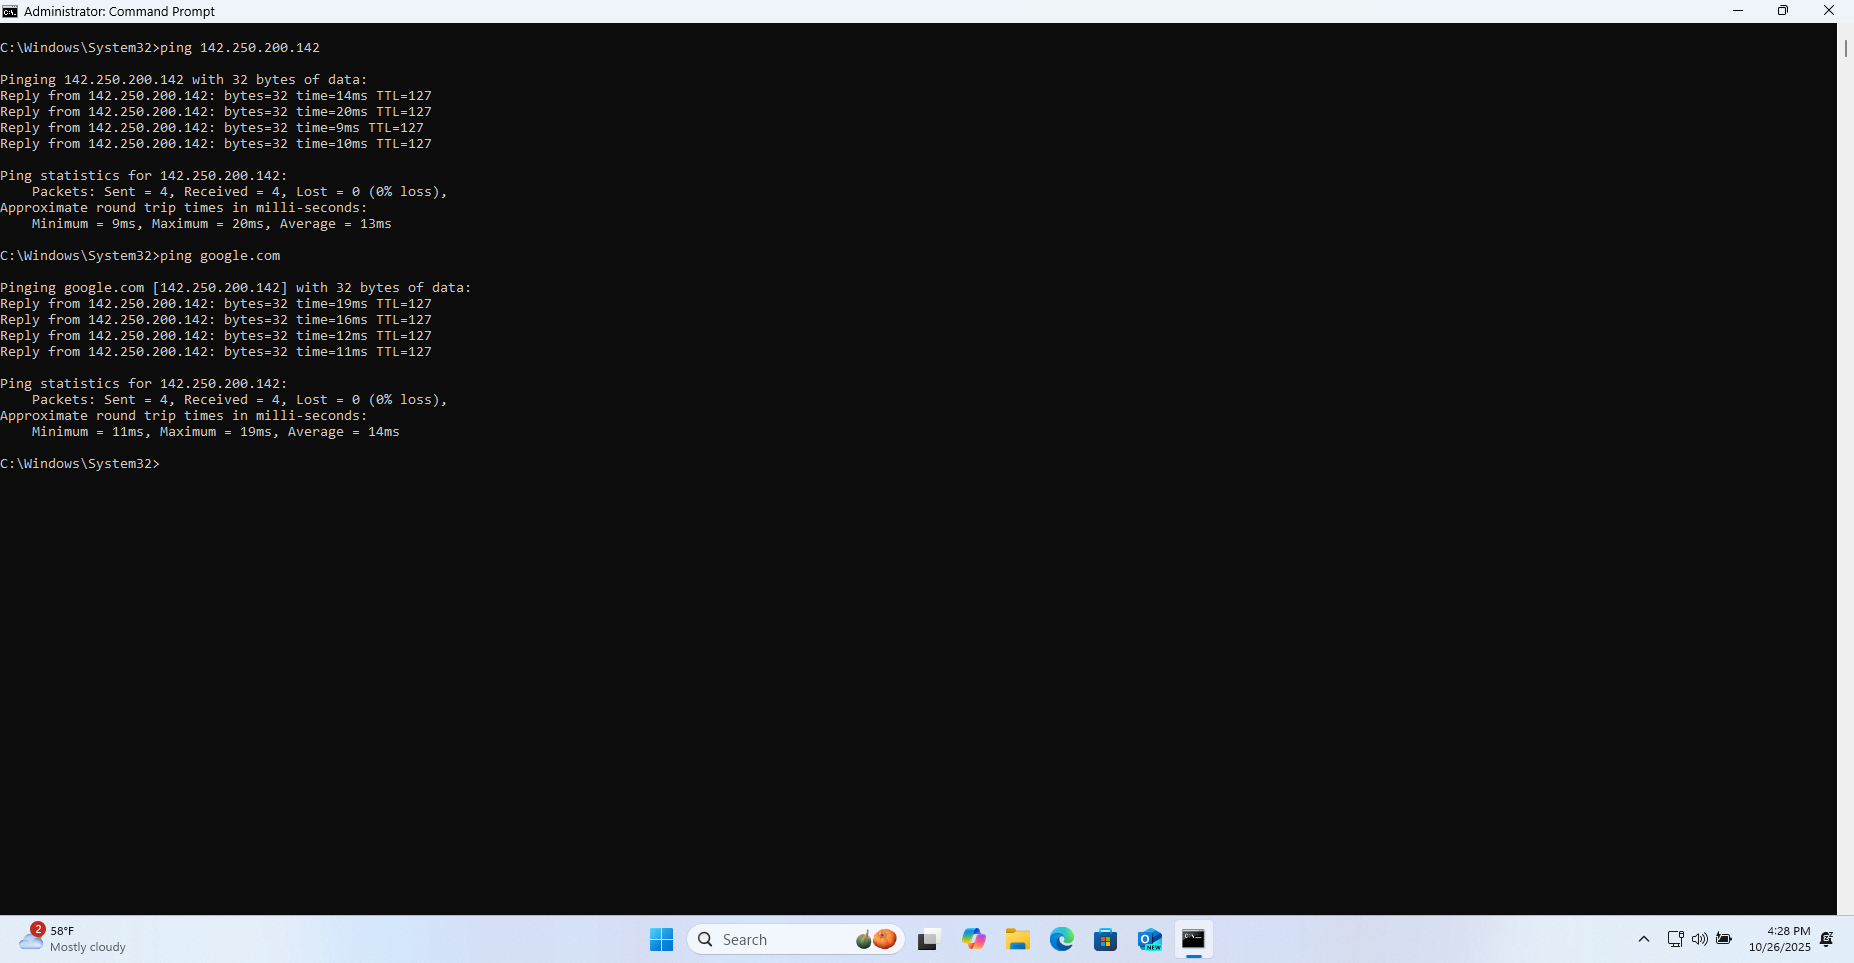 Administrator: Command Prompt
C:\Windows\System32>ping 142.250.200.142
Pinging 142.250.200.142 with 32 bytes of data:
Reply from 142.250.200.142: bytes=32 time=14ms TTL=127
Reply from 142.250.200.142: bytes=32 time=20ms TTL=127
Reply from 142.250.200.142: bytes=32 time=9ms TTL=127
Reply from 142.250.200.142: bytes=32 time=10ms TTL=127
Ping statistics for 142.250.200.142:
    Packets: Sent = 4, Received = 4, Lost = 0 (0% loss),
Approximate round trip times in milli-seconds:
    Minimum = 9ms, Maximum = 20ms, Average = 13ms
C:\Windows\System32>ping google.com
Pinging google.com [142.250.200.142] with 32 bytes of data:
Reply from 142.250.200.142: bytes=32 time=19ms TTL=127
Reply from 142.250.200.142: bytes=32 time=16ms TTL=127
Reply from 142.250.200.142: bytes=32 time=12ms TTL=127
Reply from 142.250.200.142: bytes=32 time=11ms TTL=127
Ping statistics for 142.250.200.142:
    Packets: Sent = 4, Received = 4, Lost = 0 (0% loss),
Approximate round trip times in milli-seconds:
    Minimum = 11ms, Maximum = 19ms, Average = 14ms
C:\Windows\System32>
2
58°F
Mostly cloudy
Search
NEW
4:28 PM
10/26/2025